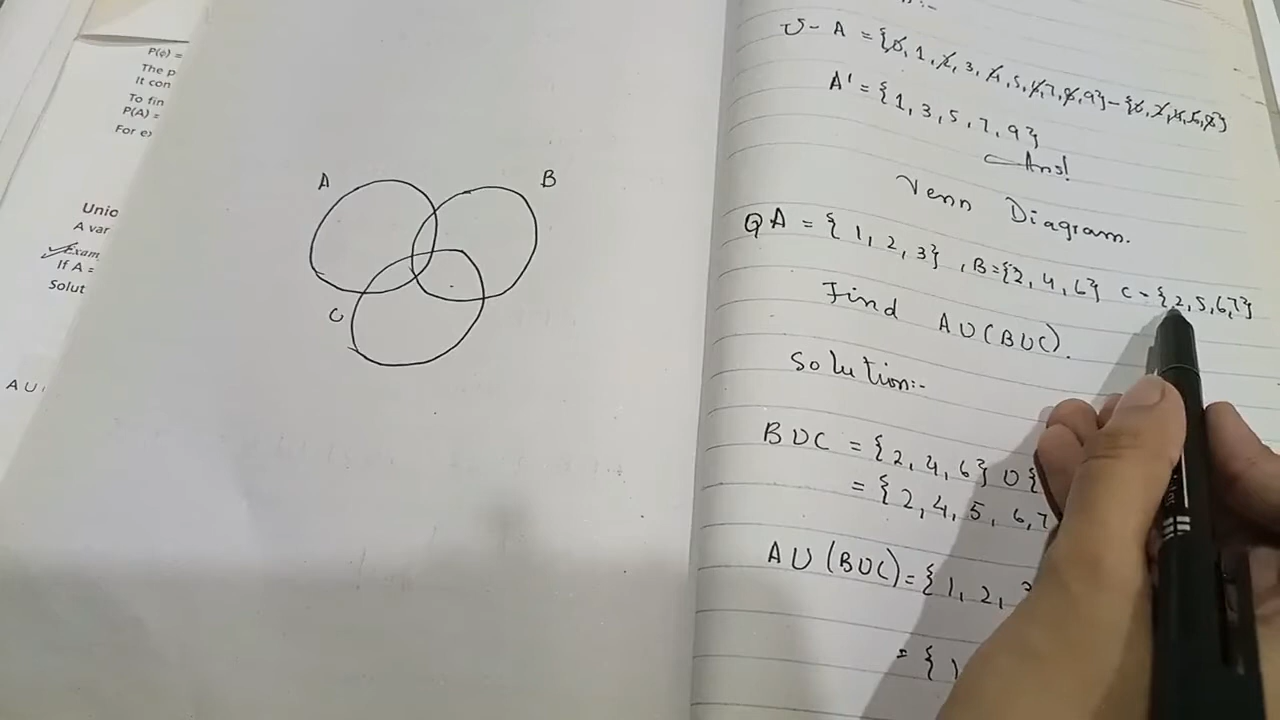 P(ϕ) =
The p
It con
To fin
P(A) =
For ex
Unio
A var
Exam
If A =
Solut
A U
A
B
C
U - A = {0, 1, 2, 3, 4, 5, 6, 7, 8, 9} - {0, 2, 4, 6, 8}
A' = {1, 3, 5, 7, 9}
Ans!
Venn Diagram.
Q A = { 1, 2, 3} , B = {2, 4, 6} C = {2, 5, 6, 7}
Find A U (B U C).
Solution:-
B U C = {2, 4, 6} U {
= {2, 4, 5, 6, 7
A U (B U C) = {1, 2,
= { 1